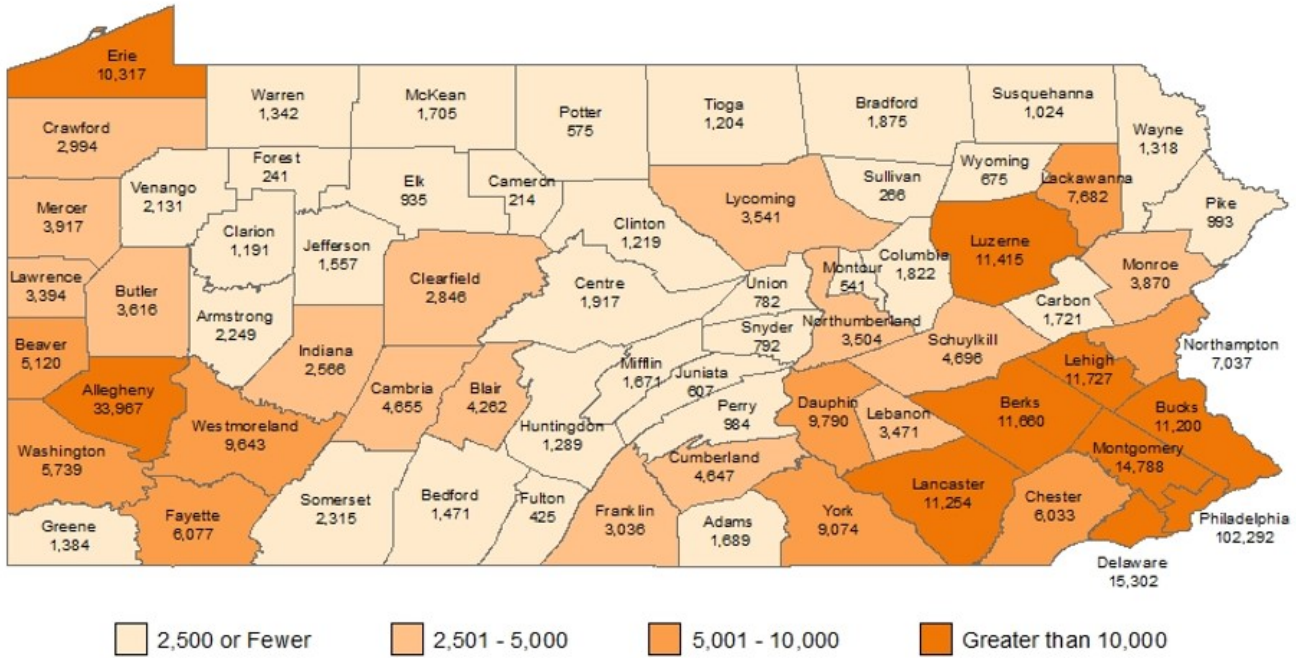 Erie
10,317
Warren
1,342
McKean
1,705
Potter
575
Tioga
1,204
Bradford
1,875
Susquehanna
1,024
Wayne
1,318
Crawford
2,994
Forest
241
Venango
2,131
Elk
935
Cameron
214
Sullivan
266
Wyoming
675
Lackawanna
7,682
Pike
993
Mercer
3,917
Clarion
1,191
Jefferson
1,557
Clinton
1,219
Lycoming
3,541
Luzerne
11,415
Columbia
1,822
Montour
541
Monroe
3,870
Lawrence
3,394
Butler
3,616
Armstrong
2,249
Clearfield
2,846
Centre
1,917
Union
782
Snyder
792
Northumberland
3,504
Carbon
1,721
Schuylkill
4,696
Northampton
7,037
Beaver
5,120
Allegheny
33,967
Indiana
2,566
Cambria
4,655
Blair
4,262
Mifflin
1,671
Juniata
607
Lehigh
11,727
Westmoreland
9,643
Huntingdon
1,289
Perry
984
Dauphin
9,790
Lebanon
3,471
Berks
11,660
Bucks
11,200
Washington
5,739
Cumberland
4,647
Montgomery
14,788
Greene
1,384
Fayette
6,077
Somerset
2,315
Bedford
1,471
Fulton
425
Franklin
3,036
Adams
1,689
York
9,074
Lancaster
11,254
Chester
6,033
Philadelphia
102,292
Delaware
15,302
2,500 or Fewer
2,501 - 5,000
5,001 - 10,000
Greater than 10,000